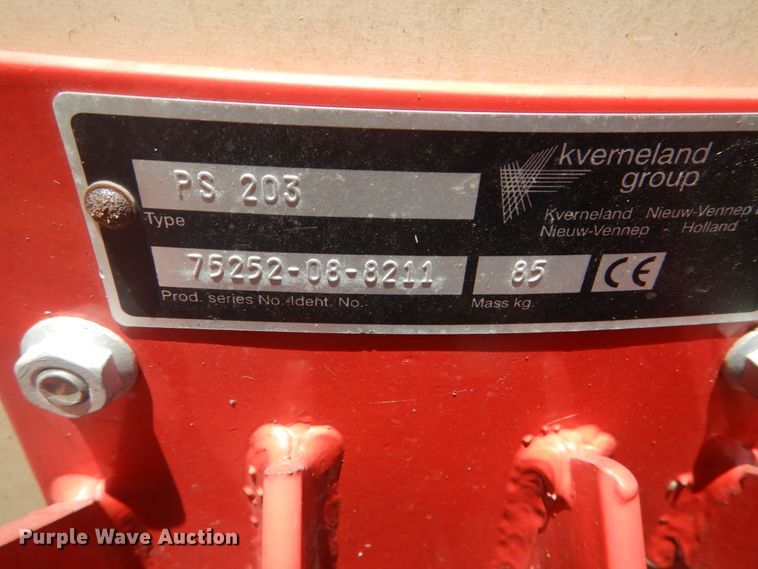 kverneland
group
PS 203
Type
Kverneland Nieuw-Vennep
Nieuw-Vennep - Holland
75252-08-8211
85
CE
Prod. series No.-Ident. No.
Mass kg.
Purple Wave Auction